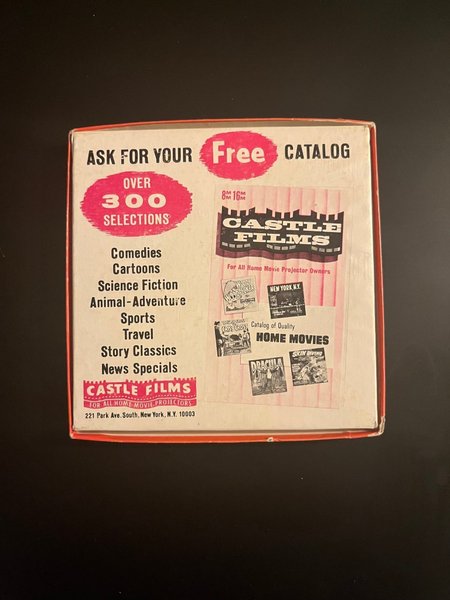 ASK FOR YOUR Free CATALOG
OVER
300
SELECTIONS
Comedies
Cartoons
Science Fiction
Animal-Adventure
Sports
Travel
Story Classics
News Specials
CASTLE FILMS
FOR ALL HOME MOVIE PROJECTORS
221 Park Ave. South, New York, N.Y. 10003
8MM 16MM
CASTLE
FILMS
For All Home Movie Projector Owners
NEW YORK N.Y.
Catalog of Quality
HOME MOVIES
DRACULA
SKIN DIVING